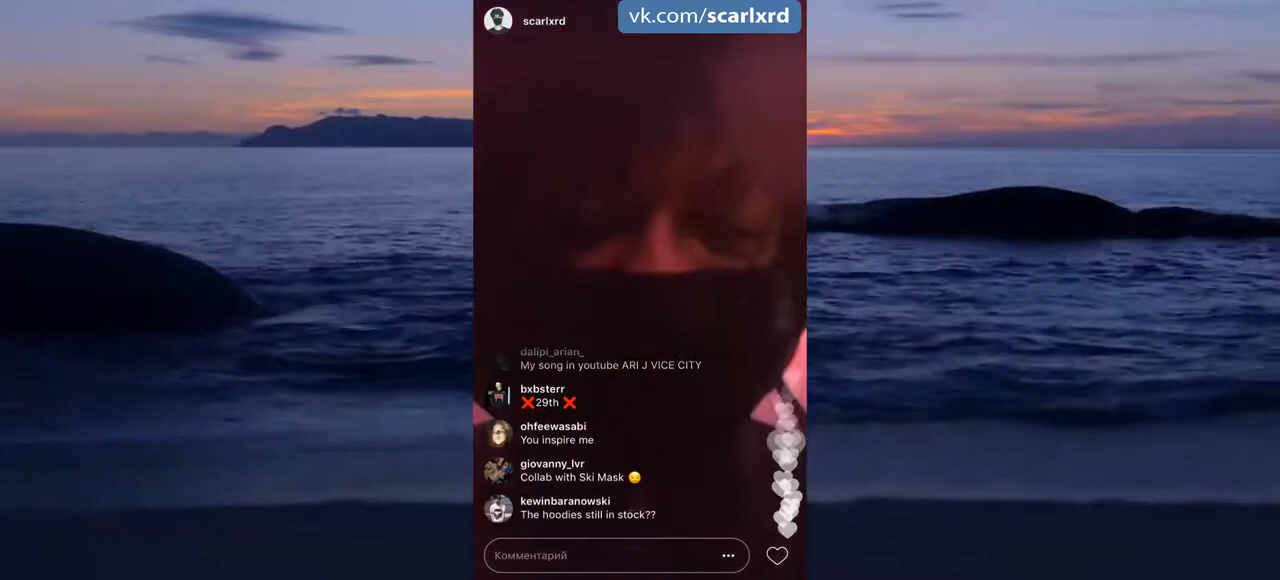 scarlxrd
vk.com/scarlxrd
dalipi_arian_
My song in youtube ARI J VICE CITY
bxbsterr
❌29th ❌
ohfeewasabi
You inspire me
giovanny_lvr
Collab with Ski Mask 😏
kewinbaranowski
The hoodies still in stock??
Комментарий